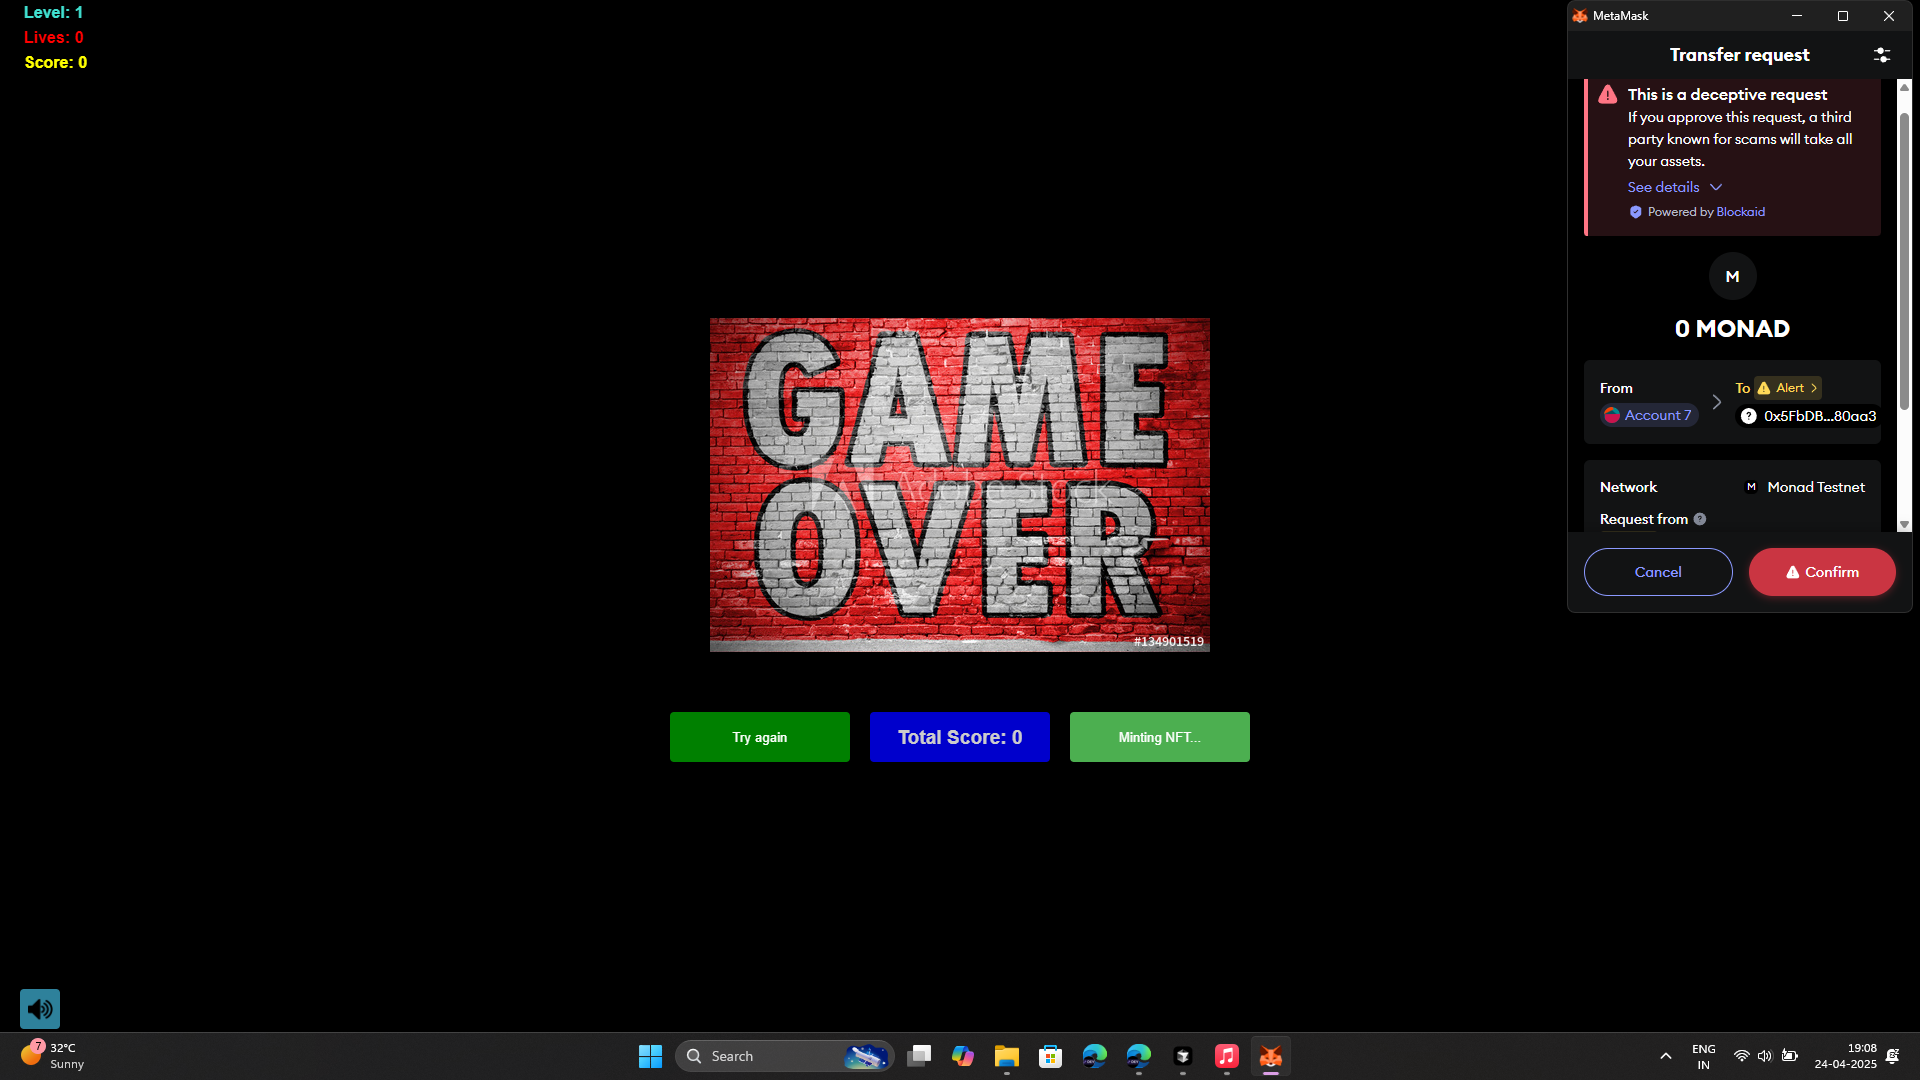 Level: 1
Lives: 0
Score: 0
GAME
OVER
Adobe Stock
#134901519
Try again
Total Score: 0
Minting NFT...
MetaMask
Transfer request
This is a deceptive request
If you approve this request, a third
party known for scams will take all
your assets.
See details
Powered by Blockaid
M
0 MONAD
From
To
Alert
Account 7
0x5FbDB...80aa3
Network
M
Monad Testnet
Request from
Cancel
Confirm
7
32°C
Sunny
Search
ENG
IN
19:08
24-04-2025